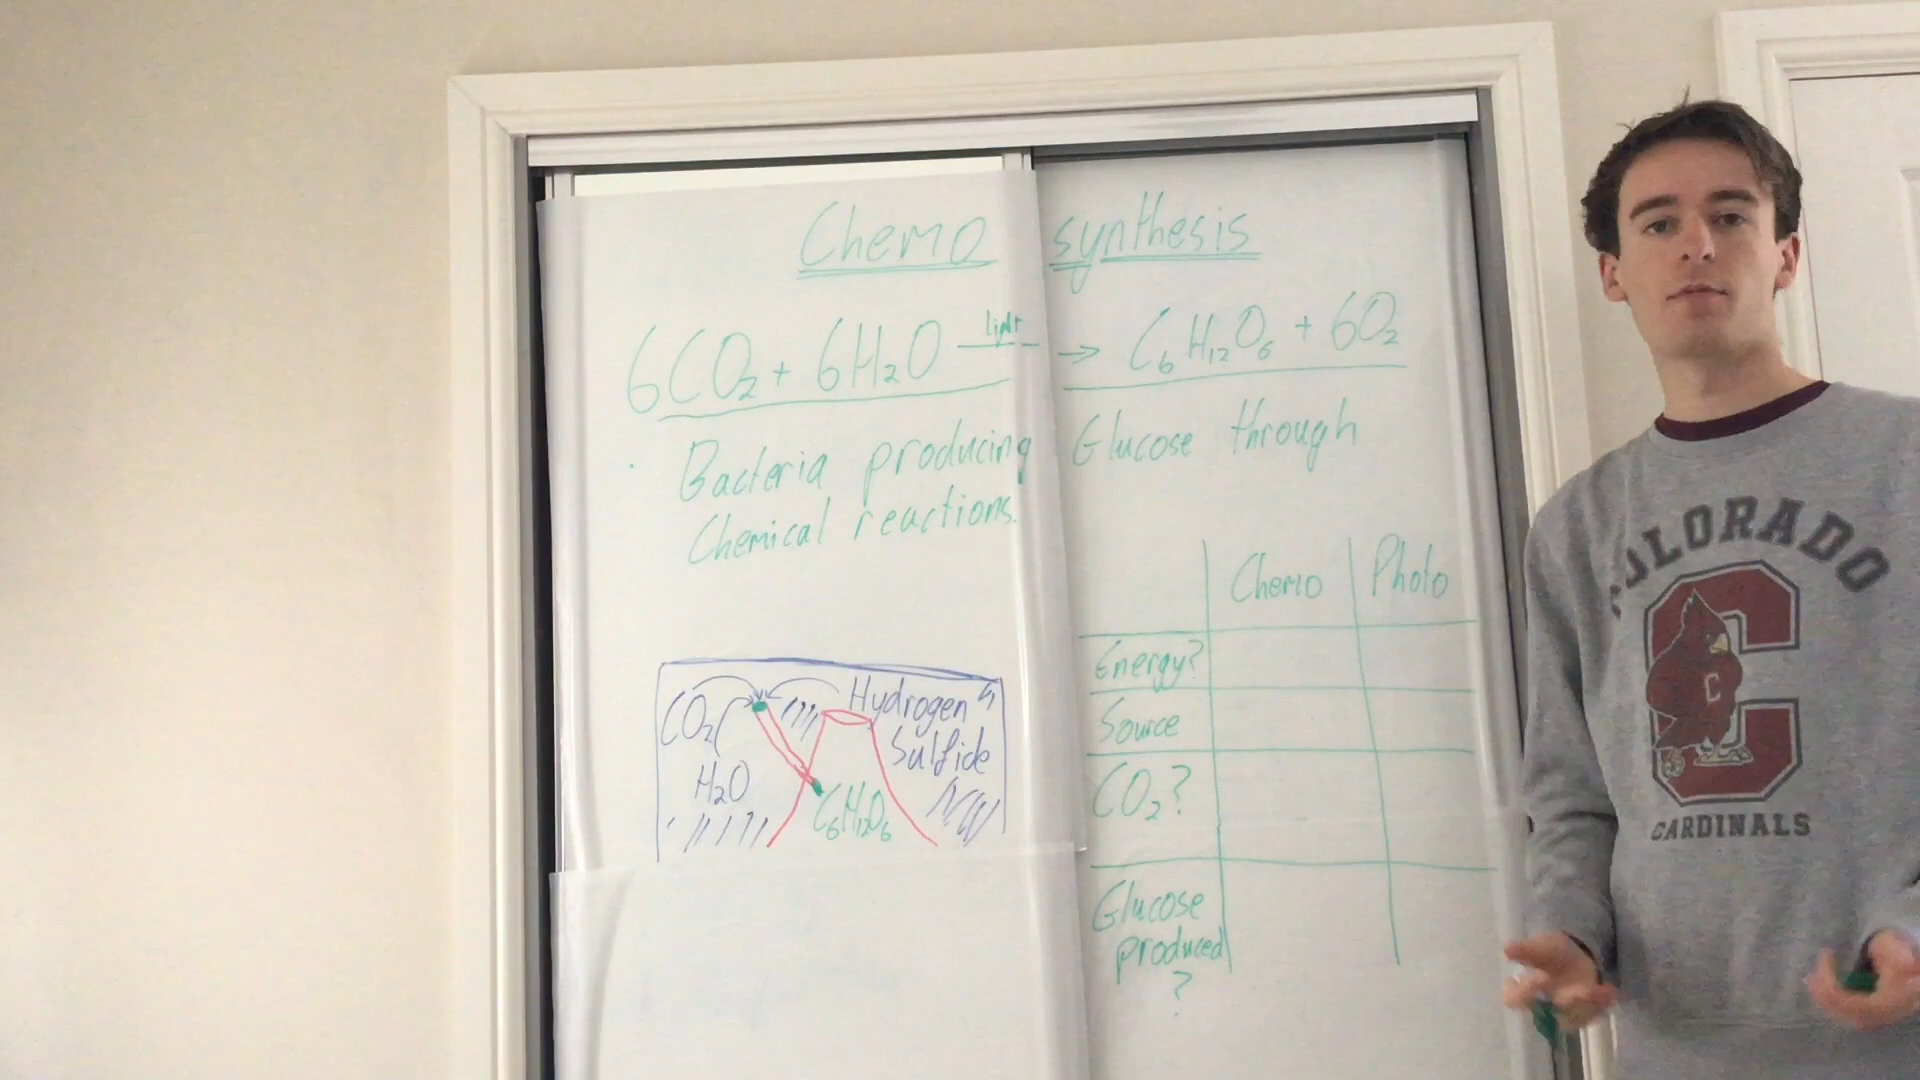 Chemo synthesis
6CO₂ + 6H₂O light → C₆H₁₂O₆ + 6O₂
· Bacteria producing Glucose through
Chemical reactions.
CO₂
H₂O
Hydrogen
Sulfide
C₆H₁₂O₆
Chemo Photo
Energy?
Source
CO₂?
Glucose
produced
?
COLORADO
C
C
CARDINALS